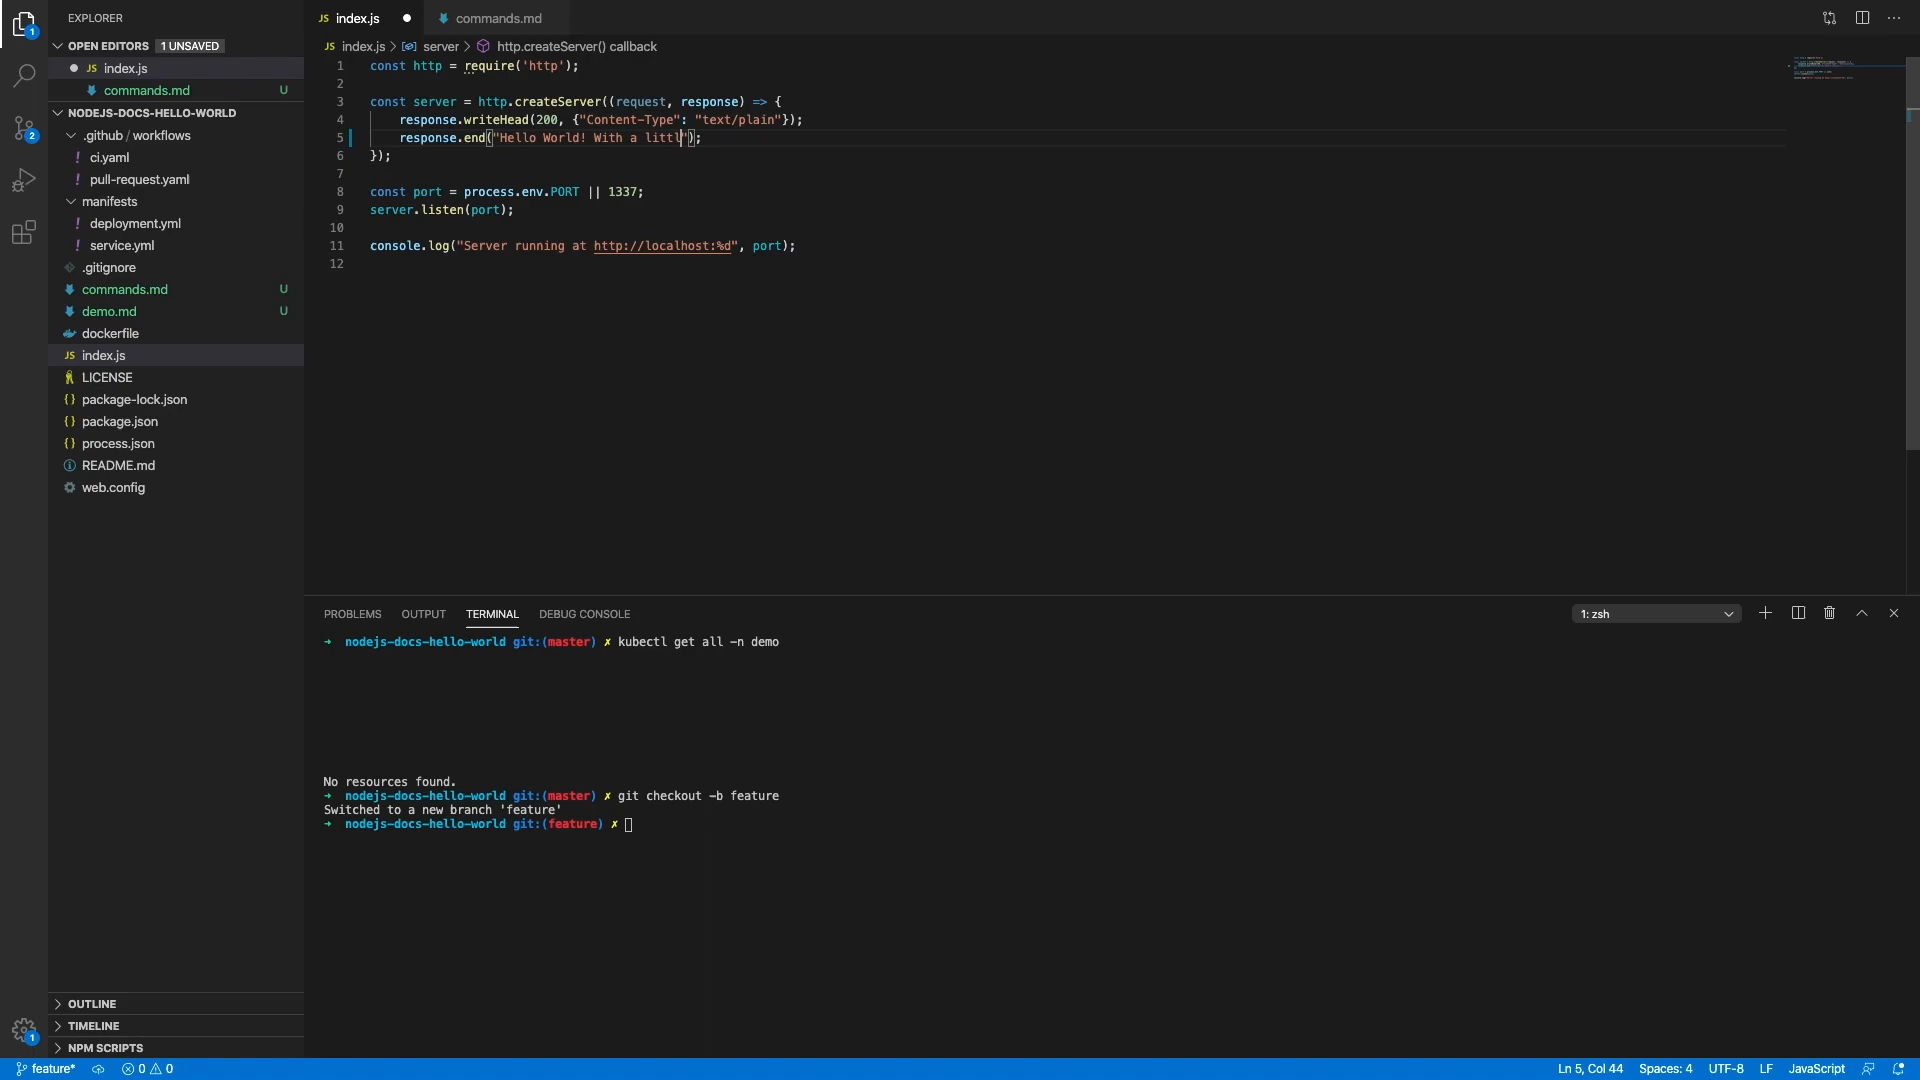 EXPLORER
OPEN EDITORS 1 UNSAVED
JS index.js
commands.md U
NODEJS-DOCS-HELLO-WORLD
.github / workflows
! ci.yaml
! pull-request.yaml
manifests
! deployment.yml
! service.yml
.gitignore
commands.md U
demo.md U
dockerfile
JS index.js
LICENSE
{} package-lock.json
{} package.json
{} process.json
README.md
web.config
OUTLINE
TIMELINE
NPM SCRIPTS
1
2
1
JS index.js
commands.md
JS index.js > server > http.createServer() callback
1 const http = require('http');
2
3 const server = http.createServer((request, response) => {
4 response.writeHead(200, {"Content-Type": "text/plain"});
5 response.end("Hello World! With a littl");
6 });
7
8 const port = process.env.PORT || 1337;
9 server.listen(port);
10
11 console.log("Server running at http://localhost:%d", port);
12
PROBLEMS OUTPUT TERMINAL DEBUG CONSOLE
1: zsh
→ nodejs-docs-hello-world git:(master) ✗ kubectl get all -n demo
No resources found.
→ nodejs-docs-hello-world git:(master) ✗ git checkout -b feature
Switched to a new branch 'feature'
→ nodejs-docs-hello-world git:(feature) ✗
feature* 0 0
Ln 5, Col 44 Spaces: 4 UTF-8 LF JavaScript